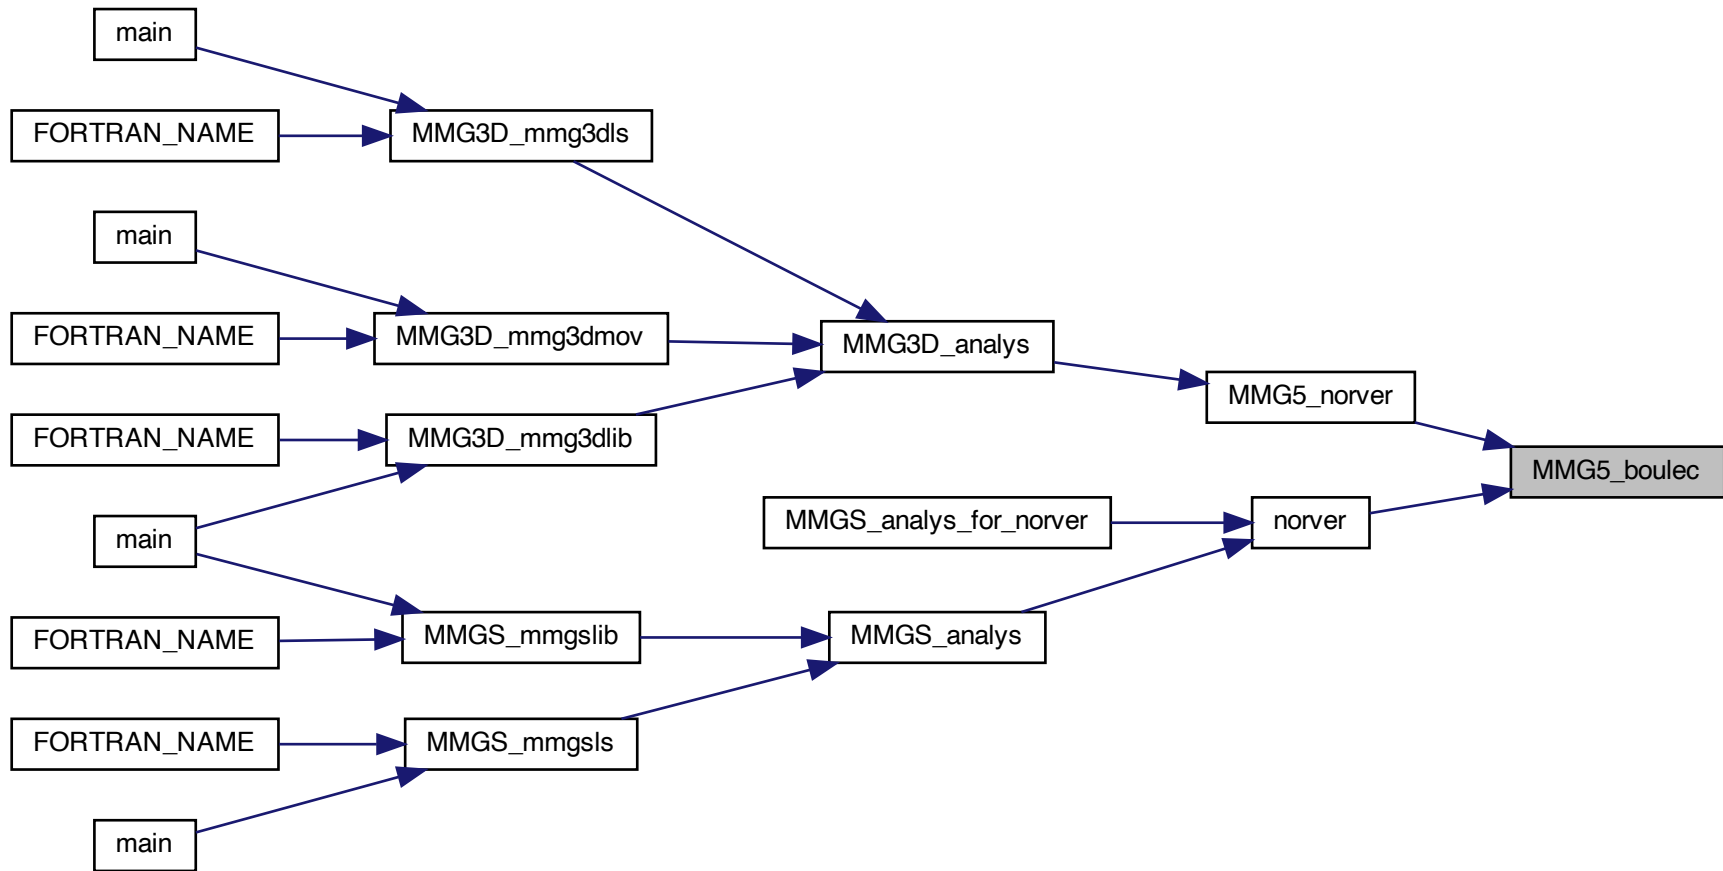 main
FORTRAN_NAME
MMG3D_mmg3dls
main
FORTRAN_NAME
MMG3D_mmg3dmov
MMG3D_analys
MMG5_norver
FORTRAN_NAME
MMG3D_mmg3dlib
MMG5_boulec
main
MMGS_analys_for_norver
norver
FORTRAN_NAME
MMGS_mmgslib
MMGS_analys
FORTRAN_NAME
MMGS_mmgsls
main